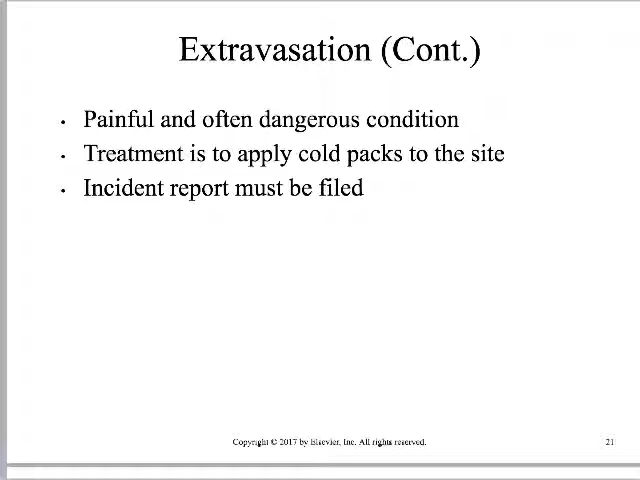 Extravasation (Cont.)
• Painful and often dangerous condition
• Treatment is to apply cold packs to the site
• Incident report must be filed
Copyright © 2017 by Elsevier, Inc. All rights reserved.
21